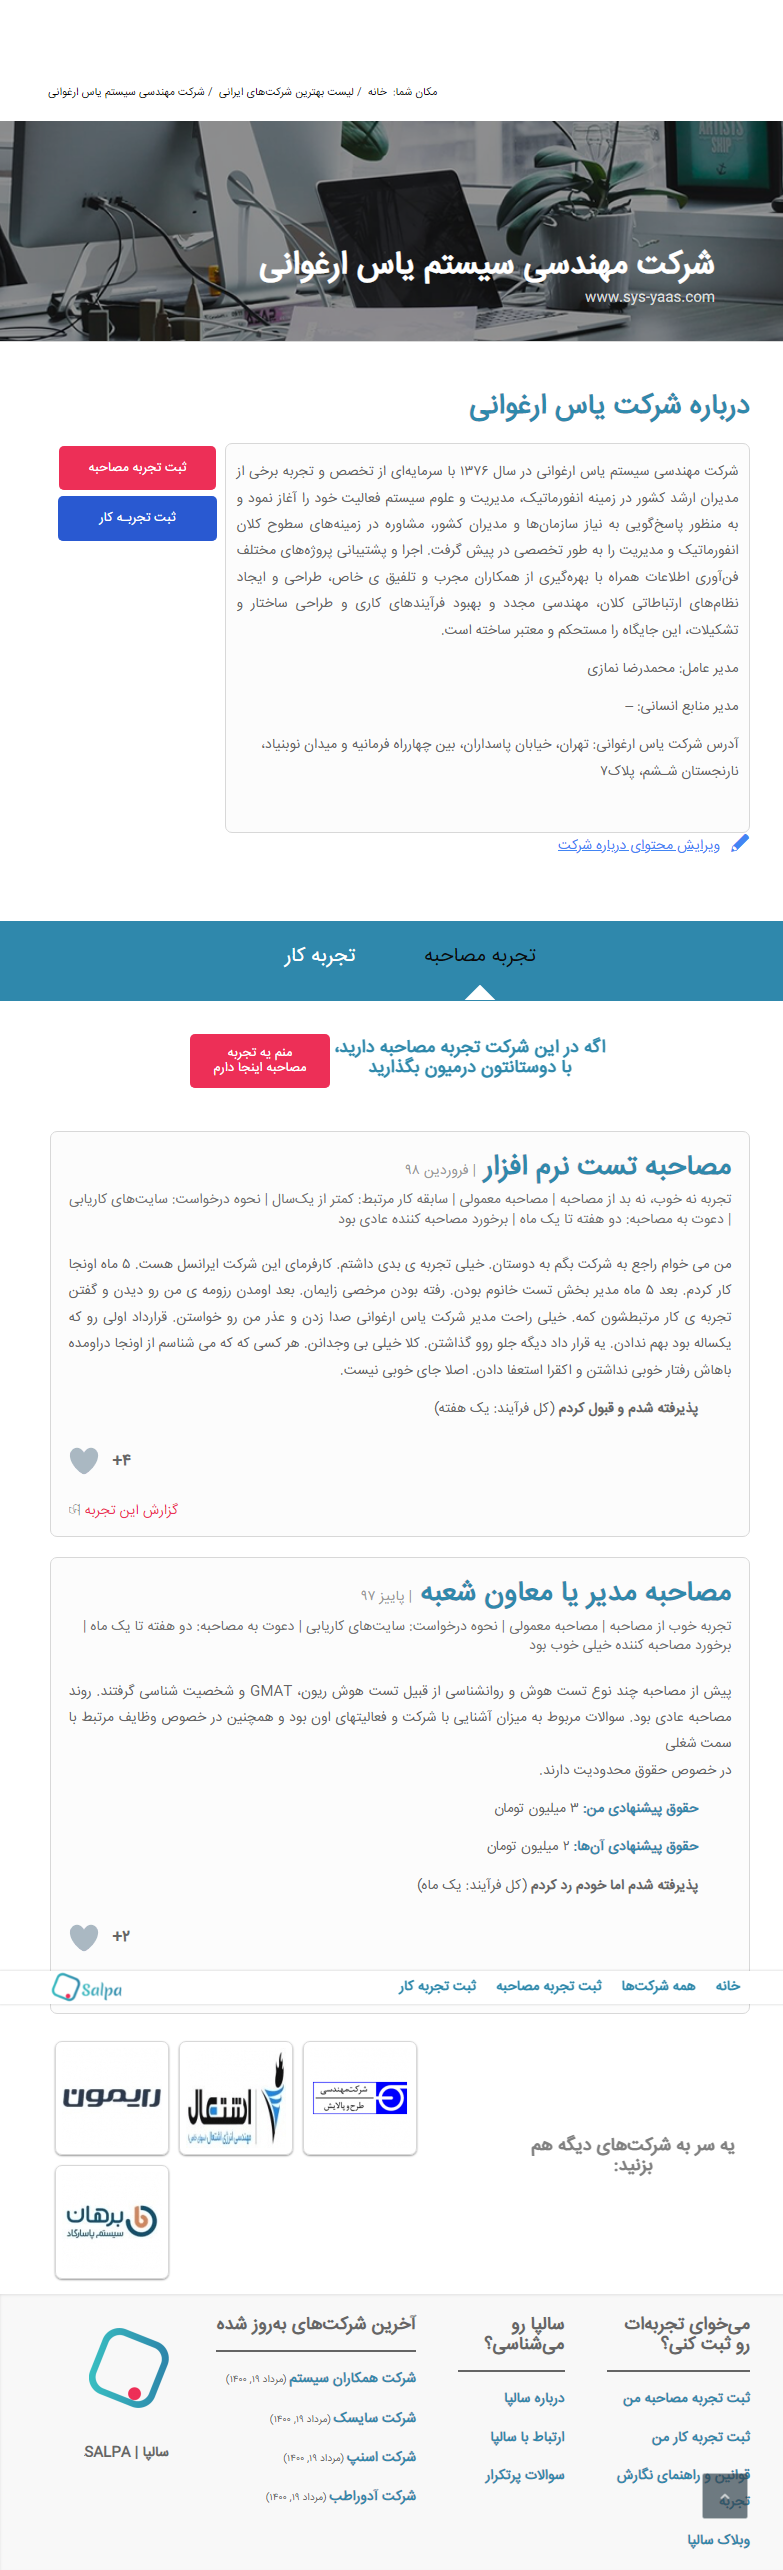 مکان شما: خانه / لیست بهترین شرکت‌های ایرانی / شرکت مهندسی سیستم یاس ارغوانی
ARTISTS
SHIP
شرکت مهندسی سیستم یاس ارغوانی
www.sys-yaas.com
درباره شرکت یاس ارغوانی
شرکت مهندسی سیستم یاس ارغوانی در سال ۱۳۷۶ با سرمایه‌ای از تخصص و تجربه برخی از
مدیران ارشد کشور در زمینه انفورماتیک، مدیریت و علوم سیستم فعالیت خود را آغاز نمود و
به منظور پاسخ‌گویی به نیاز سازمان‌ها و مدیران کشور، مشاوره در زمینه‌های سطوح کلان
انفورماتیک و مدیریت را به طور تخصصی در پیش گرفت. اجرا و پشتیبانی پروژه‌های مختلف
فن‌آوری اطلاعات همراه با بهره‌گیری از همکاران مجرب و تلفیق ی خاص، طراحی و ایجاد
نظام‌های ارتباطاتی کلان، مهندسی مجدد و بهبود فرآیندهای کاری و طراحی ساختار و
تشکیلات، این جایگاه را مستحکم و معتبر ساخته است.
مدیر عامل: محمدرضا نمازی
مدیر منابع انسانی: –
آدرس شرکت یاس ارغوانی: تهران، خیابان پاسداران، بین چهارراه فرمانیه و میدان نوبنیاد،
نارنجستان شـشم، پلاک۷
ثبت تجربه مصاحبه
ثبت تجربـه کار
ویرایش محتوای درباره شرکت
تجربه مصاحبه
تجربه کار
اگه در این شرکت تجربه مصاحبه دارید،
با دوستانتون درمیون بگذارید
منم یه تجربه
مصاحبه اینجا دارم
مصاحبه تست نرم افزار | فروردین ۹۸
تجربه نه خوب، نه بد از مصاحبه | مصاحبه معمولی | سابقه کار مرتبط: کمتر از یک‌سال | نحوه درخواست: سایت‌های کاریابی
| دعوت به مصاحبه: دو هفته تا یک ماه | برخورد مصاحبه کننده عادی بود
من می خوام راجع به شرکت بگم به دوستان. خیلی تجربه ی بدی داشتم. کارفرمای این شرکت ایرانسل هست. ۵ ماه اونجا
کار کردم. بعد ۵ ماه مدیر بخش تست خانوم بودن. رفته بودن مرخصی زایمان. بعد اومدن رزومه ی من رو دیدن و گفتن
تجربه ی کار مرتبطشون کمه. خیلی راحت مدیر شرکت یاس ارغوانی صدا زدن و عذر من رو خواستن. قرارداد اولی رو که
یکساله بود بهم ندادن. یه قرار داد دیگه جلو روو گذاشتن. کلا خیلی بی وجدانن. هر کسی که که می شناسم از اونجا دراومده
باهاش رفتار خوبی نداشتن و اکثرا استعفا دادن. اصلا جای خوبی نیست.
پذیرفته شدم و قبول کردم (کل فرآیند: یک هفته)
+۴
گزارش این تجربه
مصاحبه مدیر یا معاون شعبه | پاییز ۹۷
تجربه خوب از مصاحبه | مصاحبه معمولی | نحوه درخواست: سایت‌های کاریابی | دعوت به مصاحبه: دو هفته تا یک ماه |
برخورد مصاحبه کننده خیلی خوب بود
پیش از مصاحبه چند نوع تست هوش و روانشناسی از قبیل تست هوش ریون، GMAT و شخصیت شناسی گرفتند. روند
مصاحبه عادی بود. سوالات مربوط به میزان آشنایی با شرکت و فعالیتهای اون بود و همچنین در خصوص وظایف مرتبط با
سمت شغلی
در خصوص حقوق محدودیت دارند.
حقوق پیشنهادی من: ۳ میلیون تومان
حقوق پیشنهادی آن‌ها: ۲ میلیون تومان
پذیرفته شدم اما خودم رد کردم (کل فرآیند: یک ماه)
+۲
خانه همه شرکت‌ها ثبت تجربه مصاحبه ثبت تجربه کار
Salpa
یه سر به شرکت‌های دیگه هم
بزنید:
شرکت‌مهندسی
طرح‌و‌پالایش
اشتعال
ریمون
برهان
سیستم پاسارگاد
می‌خوای تجربه‌ات
رو ثبت کنی؟
ثبت تجربه مصاحبه من
ثبت تجربه کار من
قوانین و راهنمای نگارش
تجربه
وبلاک سالپا
سالپا رو
می‌شناسی؟
درباره سالپا
ارتباط با سالپا
سوالات پرتکرار
آخرین شرکت‌های به‌روز شده
شرکت همکاران سیستم (مرداد ۱۹, ۱۴۰۰)
شرکت سایسک (مرداد ۱۹, ۱۴۰۰)
شرکت اسنپ (مرداد ۱۹, ۱۴۰۰)
شرکت آدوراطب (مرداد ۱۹, ۱۴۰۰)
سالپا | SALPA